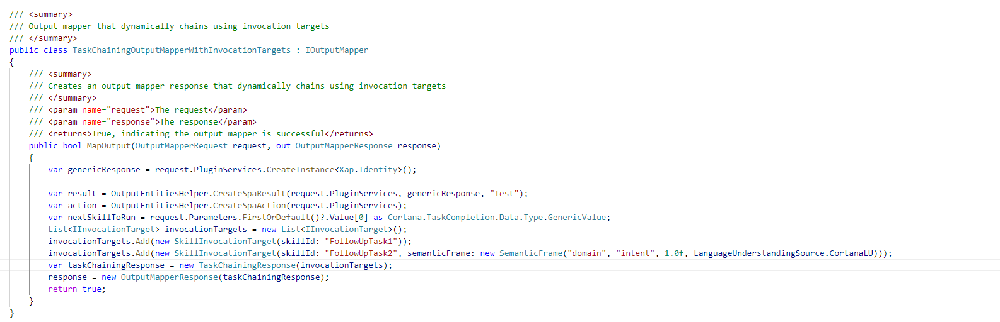 /// <summary>
/// Output mapper that dynamically chains using invocation targets
/// </summary>
public class TaskChainingOutputMapperWithInvocationTargets : IOutputMapper
{
    /// <summary>
    /// Creates an output mapper response that dynamically chains using invocation targets
    /// </summary>
    /// <param name="request">The request</param>
    /// <param name="response">The response</param>
    /// <returns>True, indicating the output mapper is successful</returns>
    public bool MapOutput(OutputMapperRequest request, out OutputMapperResponse response)
    {
        var genericResponse = request.PluginServices.CreateInstance<Xap.Identity>();

        var result = OutputEntitiesHelper.CreateSpaResult(request.PluginServices, genericResponse, "Test");
        var action = OutputEntitiesHelper.CreateSpaAction(request.PluginServices);
        var nextSkillToRun = request.Parameters.FirstOrDefault()?.Value[0] as Cortana.TaskCompletion.Data.Type.GenericValue;
        List<IInvocationTarget> invocationTargets = new List<IInvocationTarget>();
        invocationTargets.Add(new SkillInvocationTarget(skillId: "FollowUpTask1"));
        invocationTargets.Add(new SkillInvocationTarget(skillId: "FollowUpTask2", semanticFrame: new SemanticFrame("domain", "intent", 1.0f, LanguageUnderstandingSource.CortanaLU)));
        var taskChainingResponse = new TaskChainingResponse(invocationTargets);
        response = new OutputMapperResponse(taskChainingResponse);
        return true;
    }
}